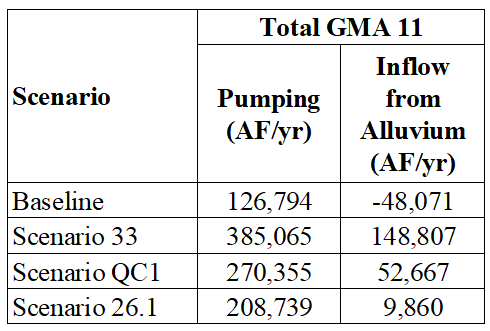 Total GMA 11
Scenario
Pumping
(AF/yr)
Inflow
from
Alluvium
(AF/yr)
Baseline 126,794 -48,071
Scenario 33 385,065 148,807
Scenario QC1 270,355 52,667
Scenario 26.1 208,739 9,860